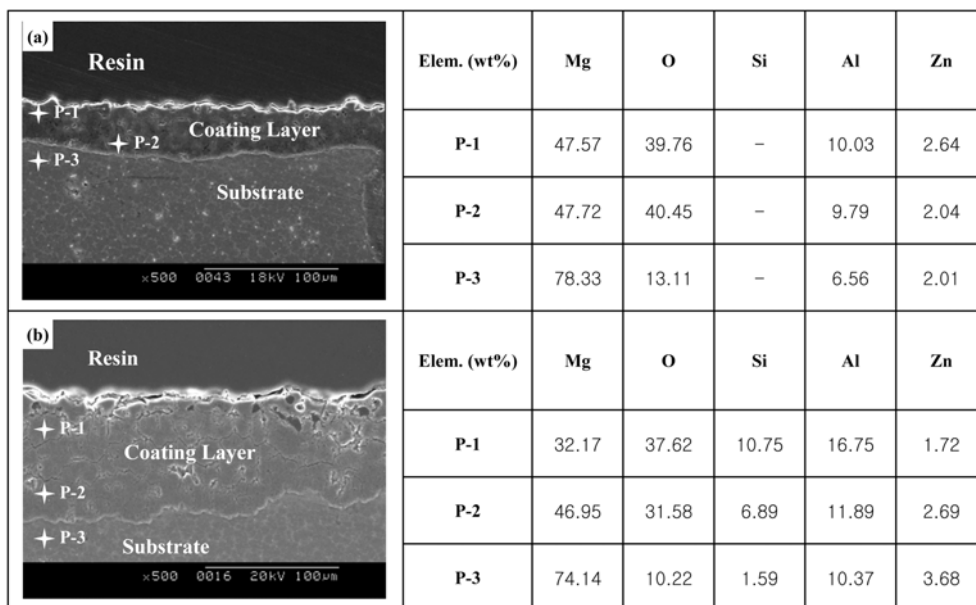 (a)
Resin
P-1
Coating Layer
P-2
P-3
Substrate
x500 0043 18kV 100µm
Elem. (wt%) Mg O Si Al Zn
P-1 47.57 39.76 – 10.03 2.64
P-2 47.72 40.45 – 9.79 2.04
P-3 78.33 13.11 – 6.56 2.01
(b)
Resin
P-1
Coating Layer
P-2
P-3
Substrate
x500 0016 20kV 100µm
Elem. (wt%) Mg O Si Al Zn
P-1 32.17 37.62 10.75 16.75 1.72
P-2 46.95 31.58 6.89 11.89 2.69
P-3 74.14 10.22 1.59 10.37 3.68